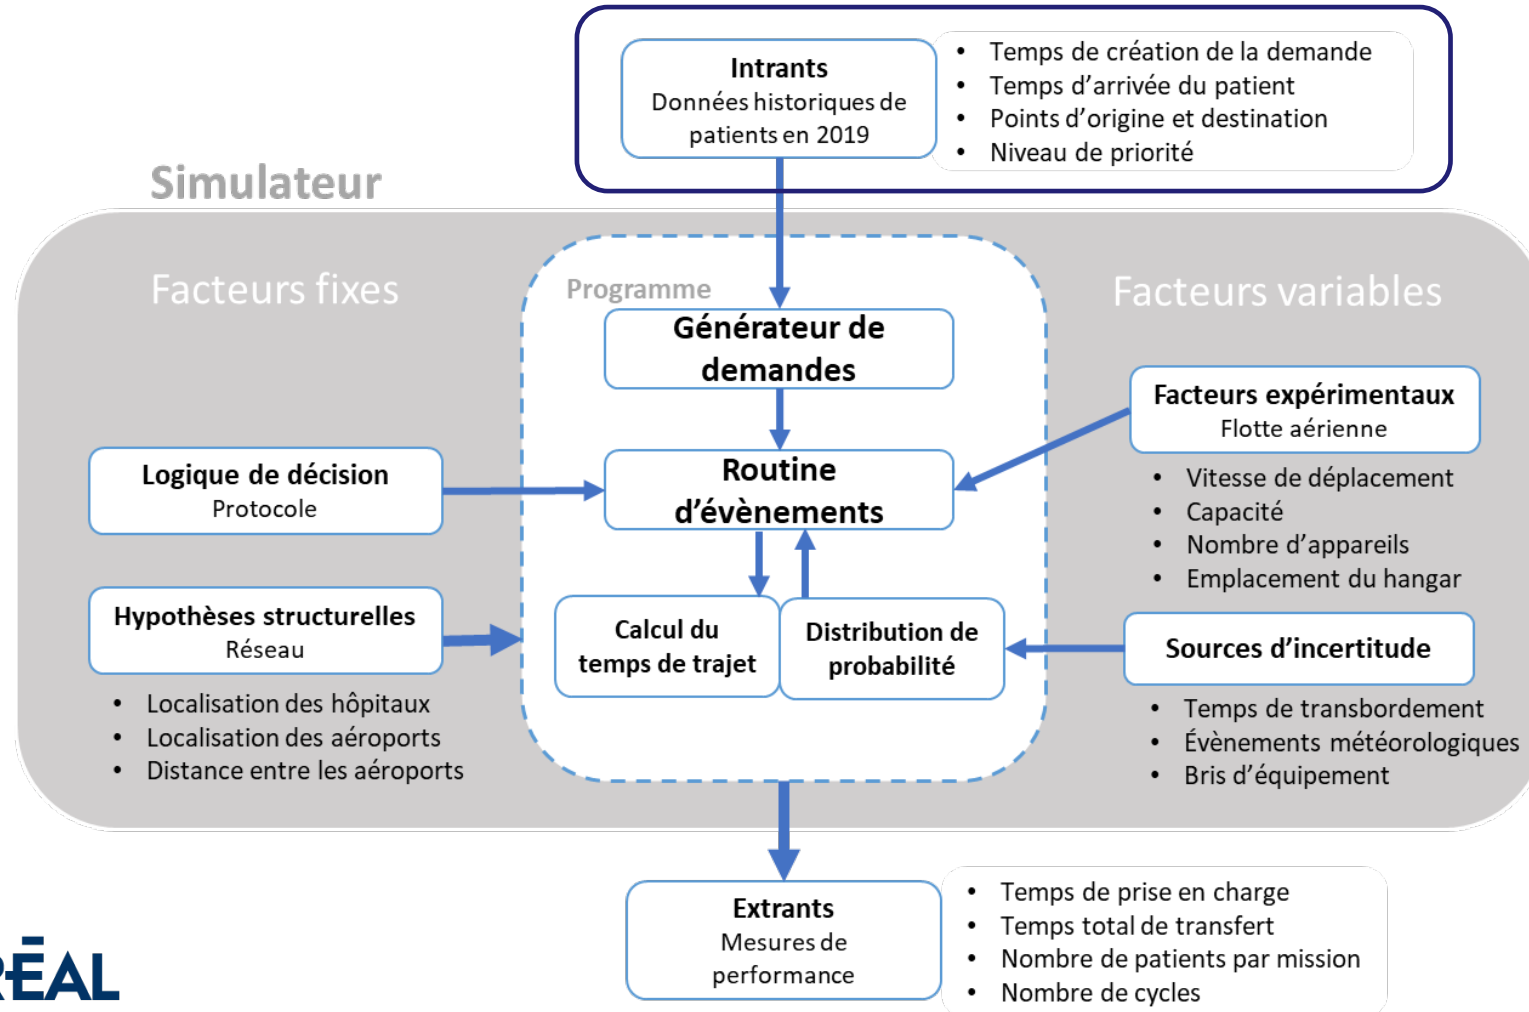 Intrants
Données historiques de
patients en 2019
• Temps de création de la demande
• Temps d'arrivée du patient
• Points d'origine et destination
• Niveau de priorité
Simulateur
Facteurs fixes
Programme
Facteurs variables
Générateur de
demandes
Facteurs expérimentaux
Flotte aérienne
Logique de décision
Protocole
Routine
d'évènements
• Vitesse de déplacement
• Capacité
• Nombre d'appareils
• Emplacement du hangar
Hypothèses structurelles
Réseau
Calcul du
temps de trajet
Distribution de
probabilité
Sources d'incertitude
• Localisation des hôpitaux
• Localisation des aéroports
• Distance entre les aéroports
• Temps de transbordement
• Évènements météorologiques
• Bris d'équipement
Extrants
Mesures de
performance
• Temps de prise en charge
• Temps total de transfert
• Nombre de patients par mission
• Nombre de cycles
RÉAL